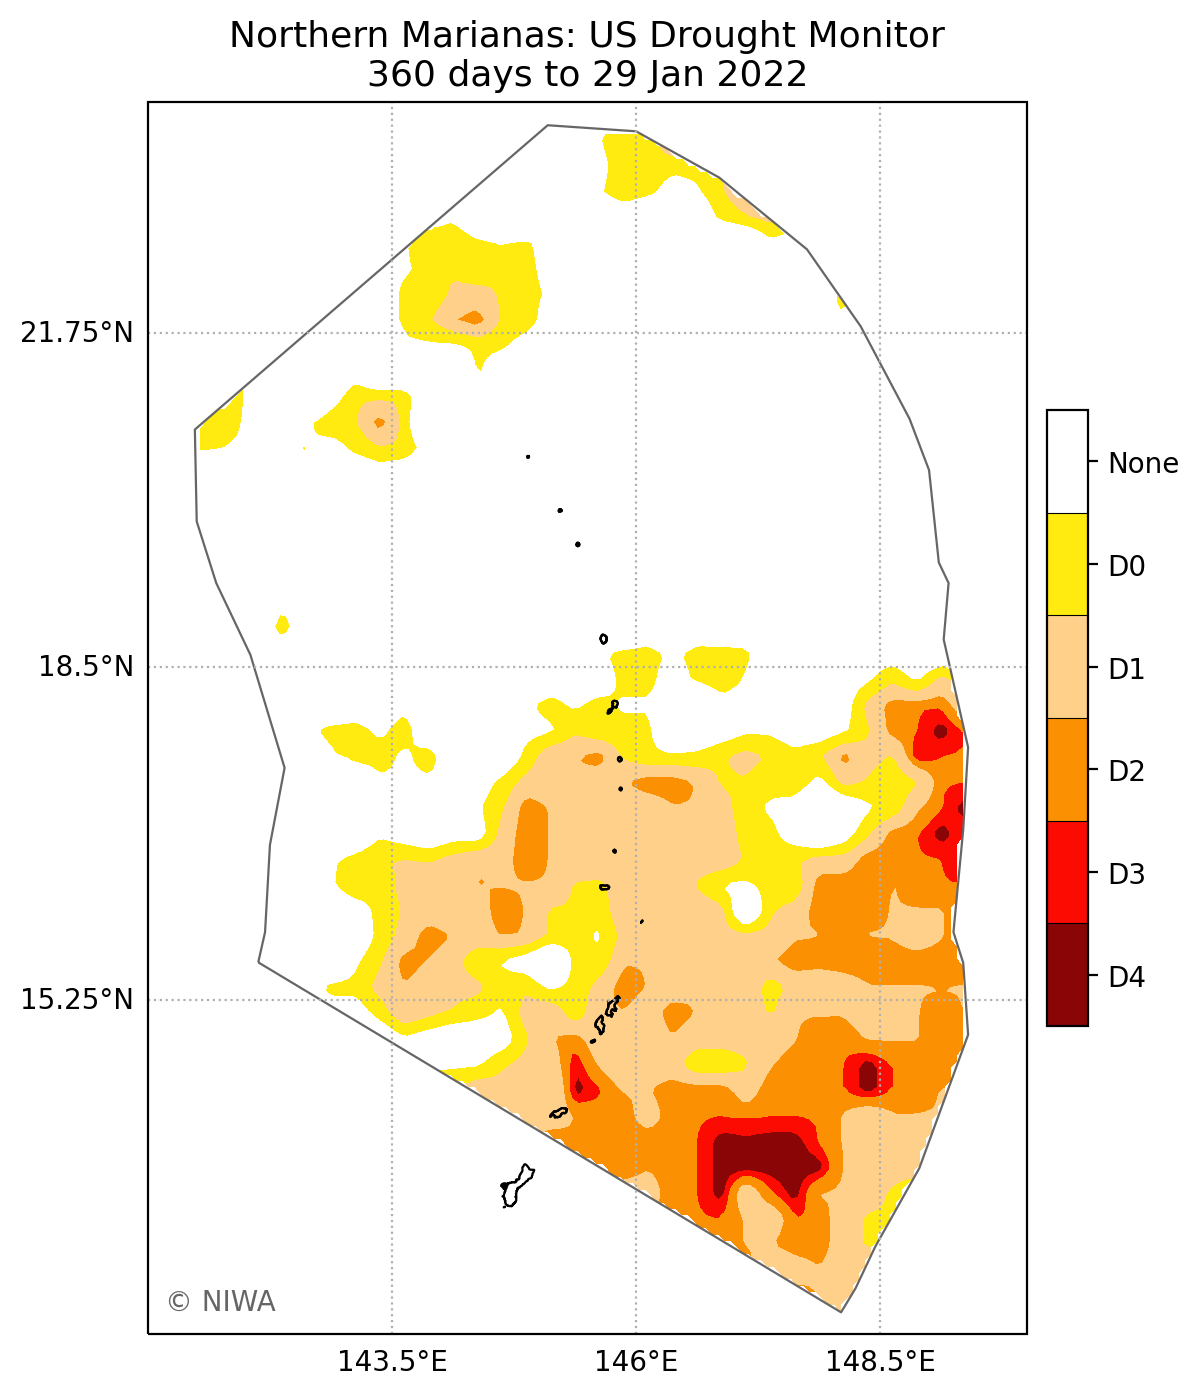 Northern Marianas: US Drought Monitor
360 days to 29 Jan 2022
21.75°N
18.5°N
15.25°N
143.5°E
146°E
148.5°E
None
D0
D1
D2
D3
D4
© NIWA